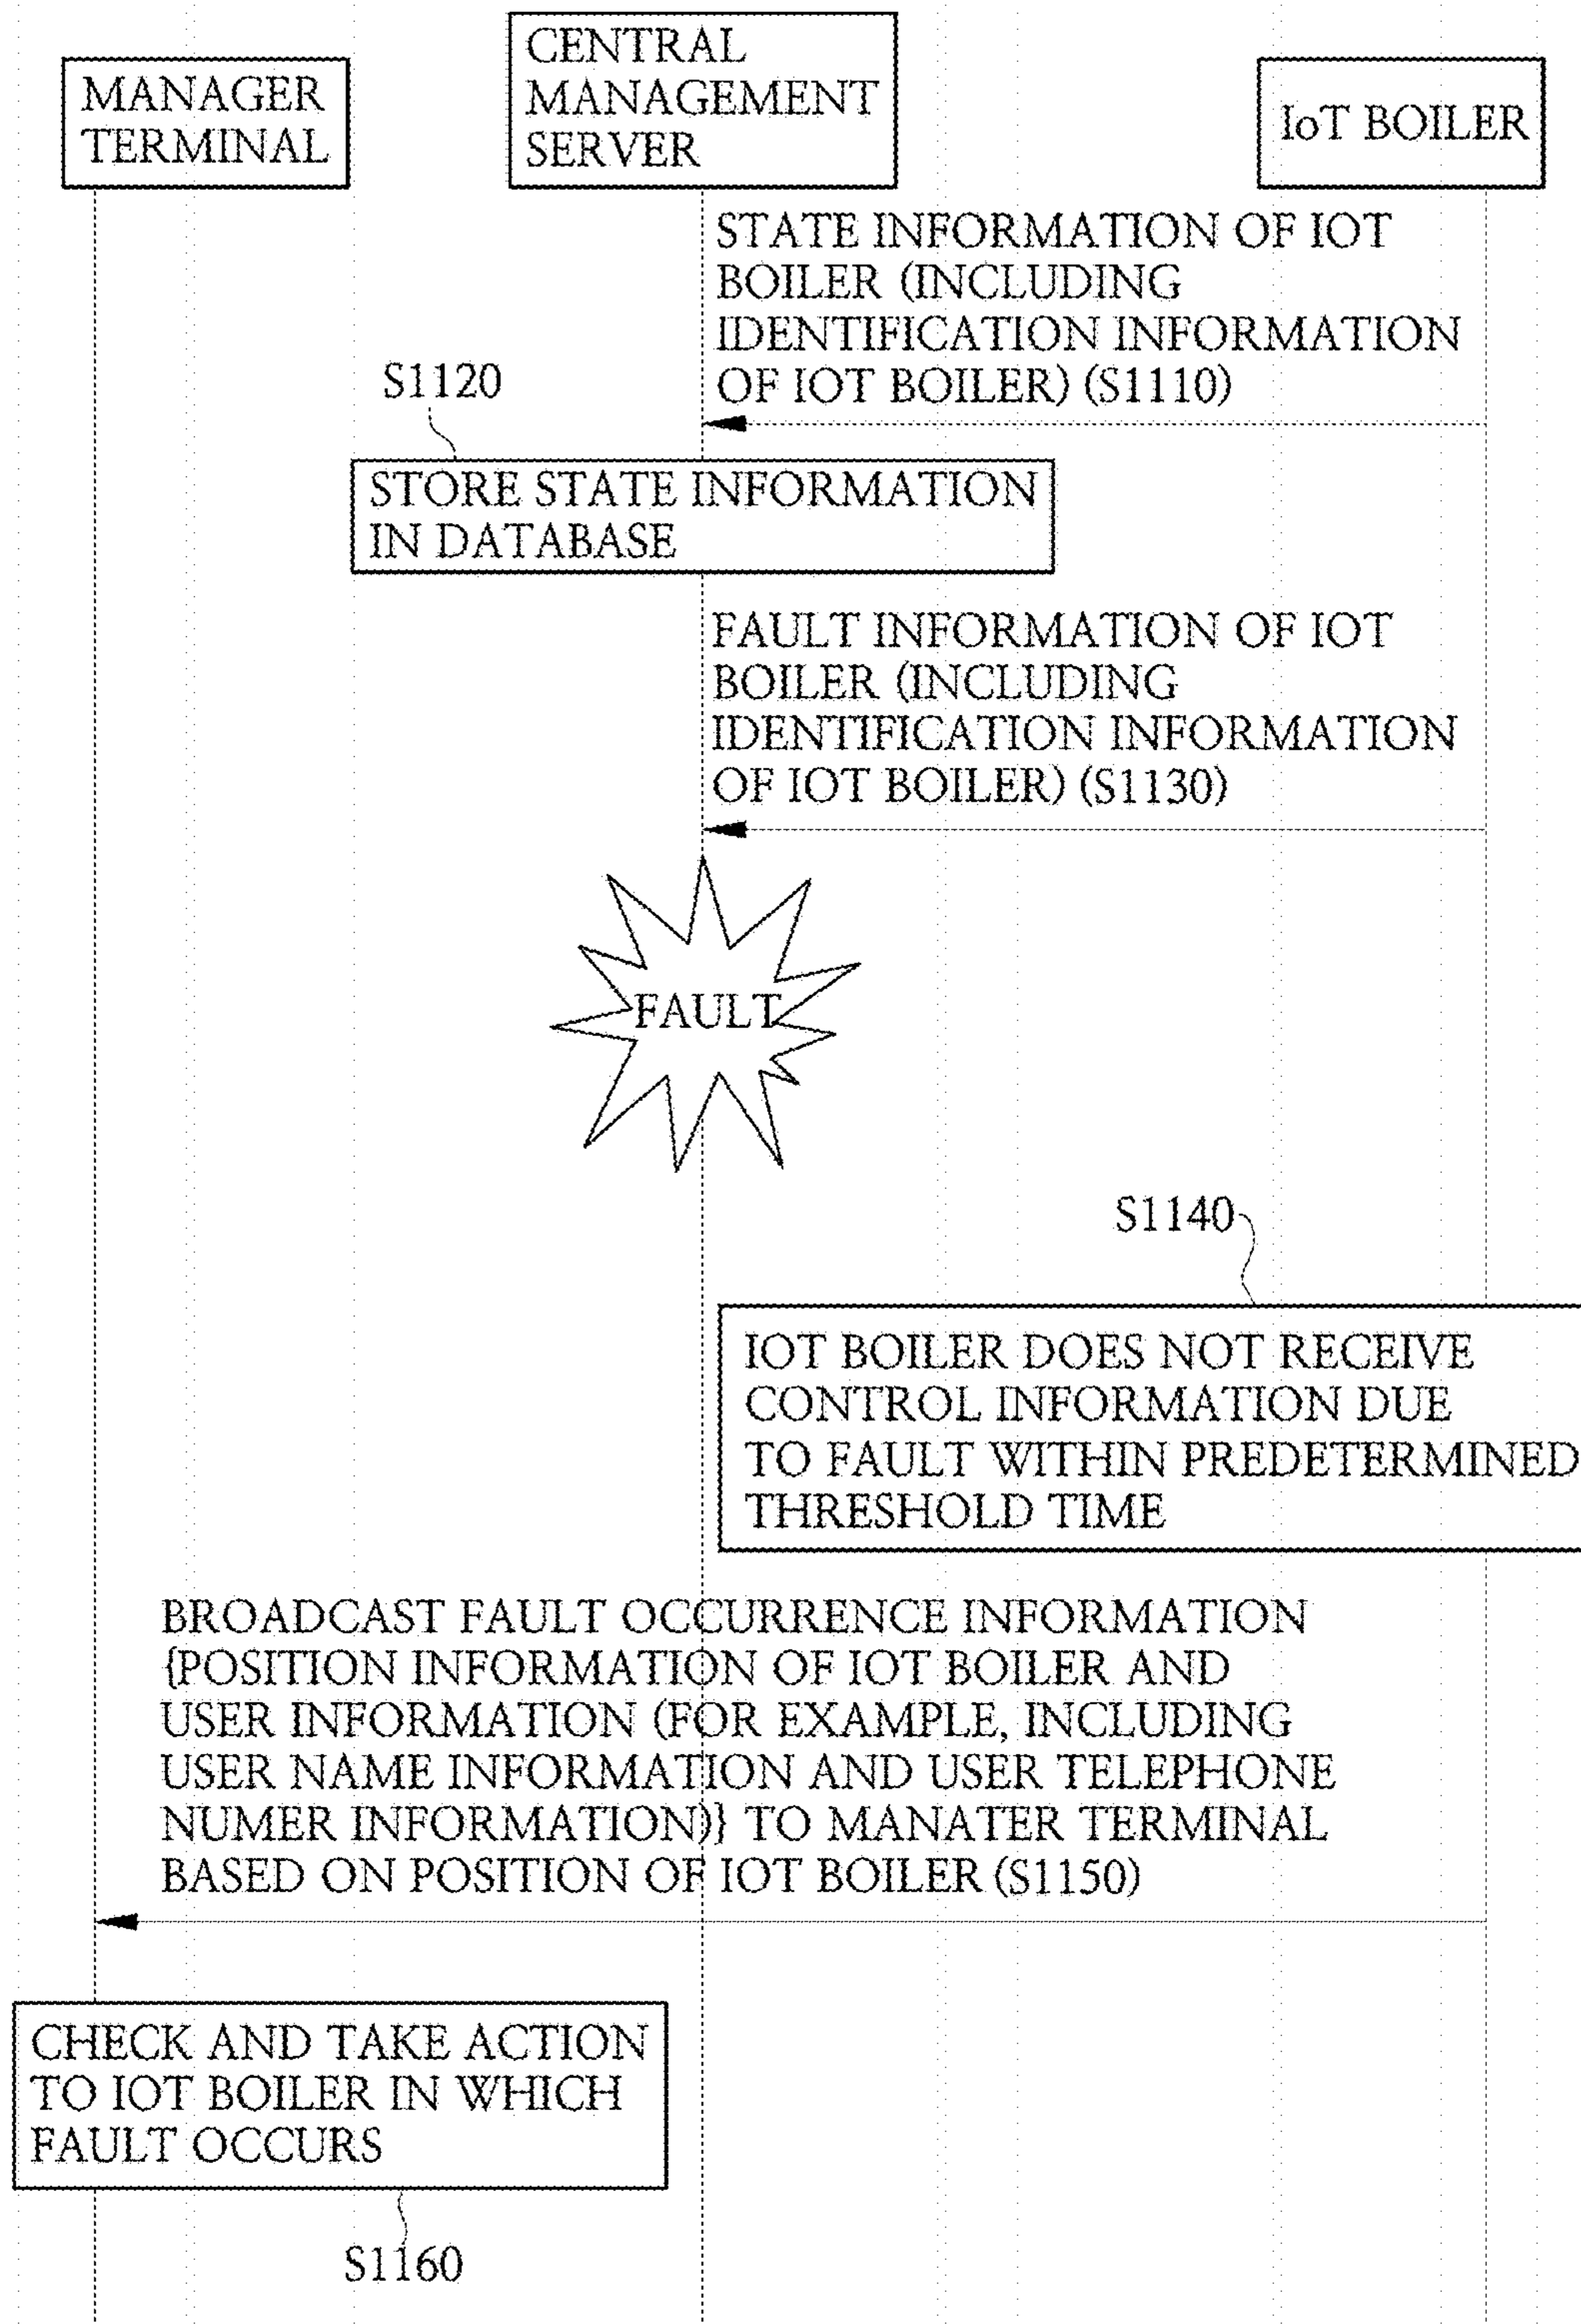 MANAGER
TERMINAL
CENTRAL
MANAGEMENT
SERVER
IoT BOILER
STATE INFORMATION OF IOT
BOILER (INCLUDING
IDENTIFICATION INFORMATION
OF IOT BOILER) (S1110)
S1120
STORE STATE INFORMATION
IN DATABASE
FAULT INFORMATION OF IOT
BOILER (INCLUDING
IDENTIFICATION INFORMATION
OF IOT BOILER) (S1130)
FAULT
S1140
IOT BOILER DOES NOT RECEIVE
CONTROL INFORMATION DUE
TO FAULT WITHIN PREDETERMINED
THRESHOLD TIME
BROADCAST FAULT OCCURRENCE INFORMATION
{POSITION INFORMATION OF IOT BOILER AND
USER INFORMATION (FOR EXAMPLE, INCLUDING
USER NAME INFORMATION AND USER TELEPHONE
NUMER INFORMATION)} TO MANATER TERMINAL
BASED ON POSITION OF IOT BOILER (S1150)
CHECK AND TAKE ACTION
TO IOT BOILER IN WHICH
FAULT OCCURS
S1160